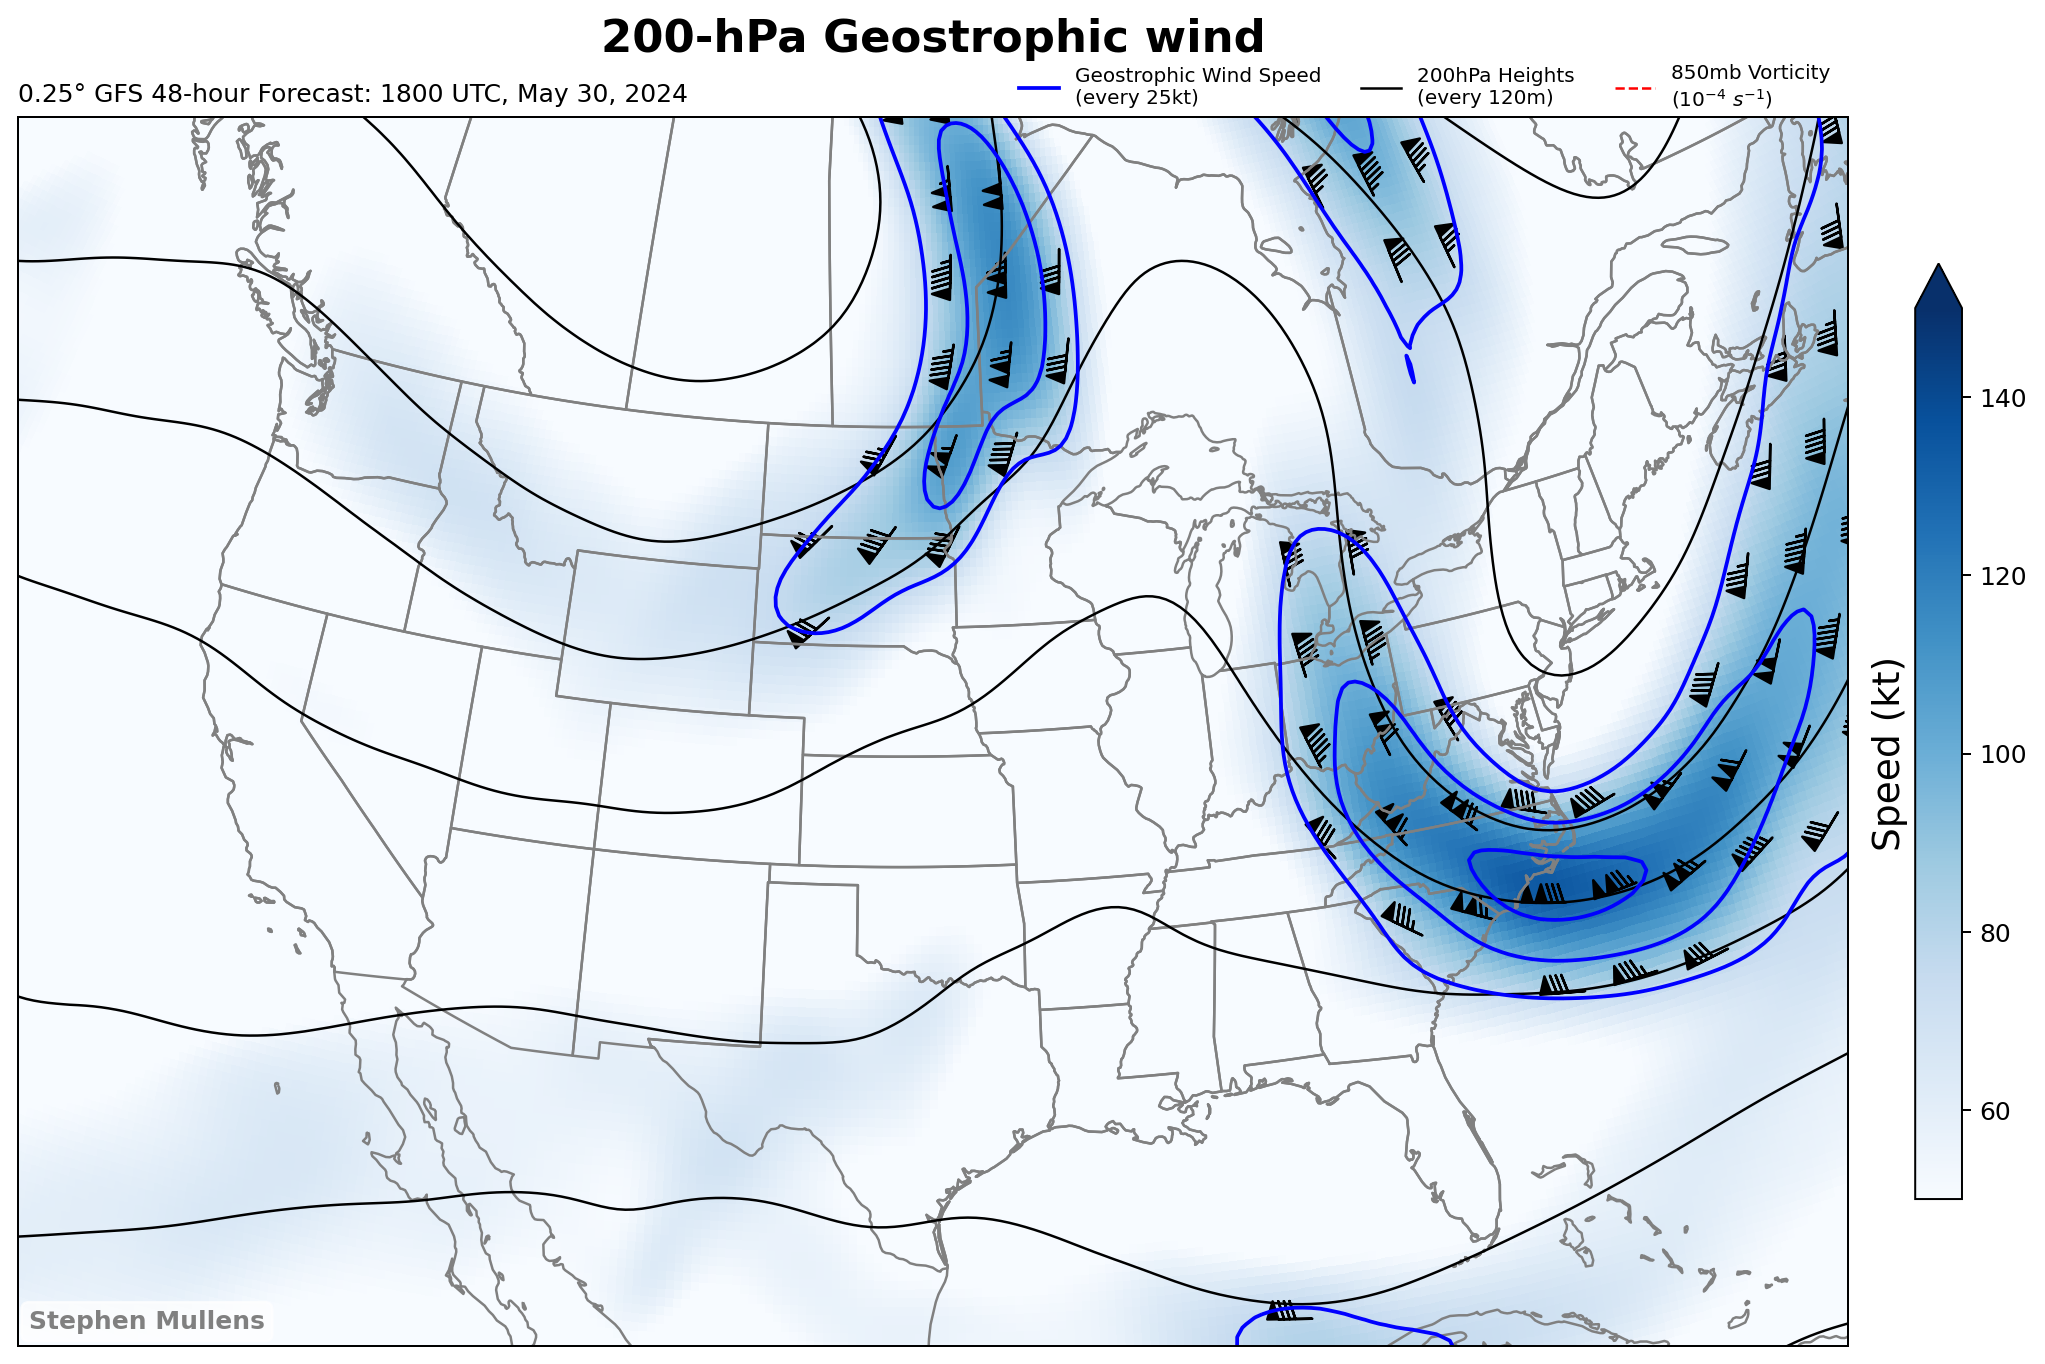 200-hPa Geostrophic wind
0.25° GFS 48-hour Forecast: 1800 UTC, May 30, 2024
Geostrophic Wind Speed
(every 25kt)
200hPa Heights
(every 120m)
850mb Vorticity
(10⁻⁴ s⁻¹)
140
120
100
80
60
Speed (kt)
Stephen Mullens